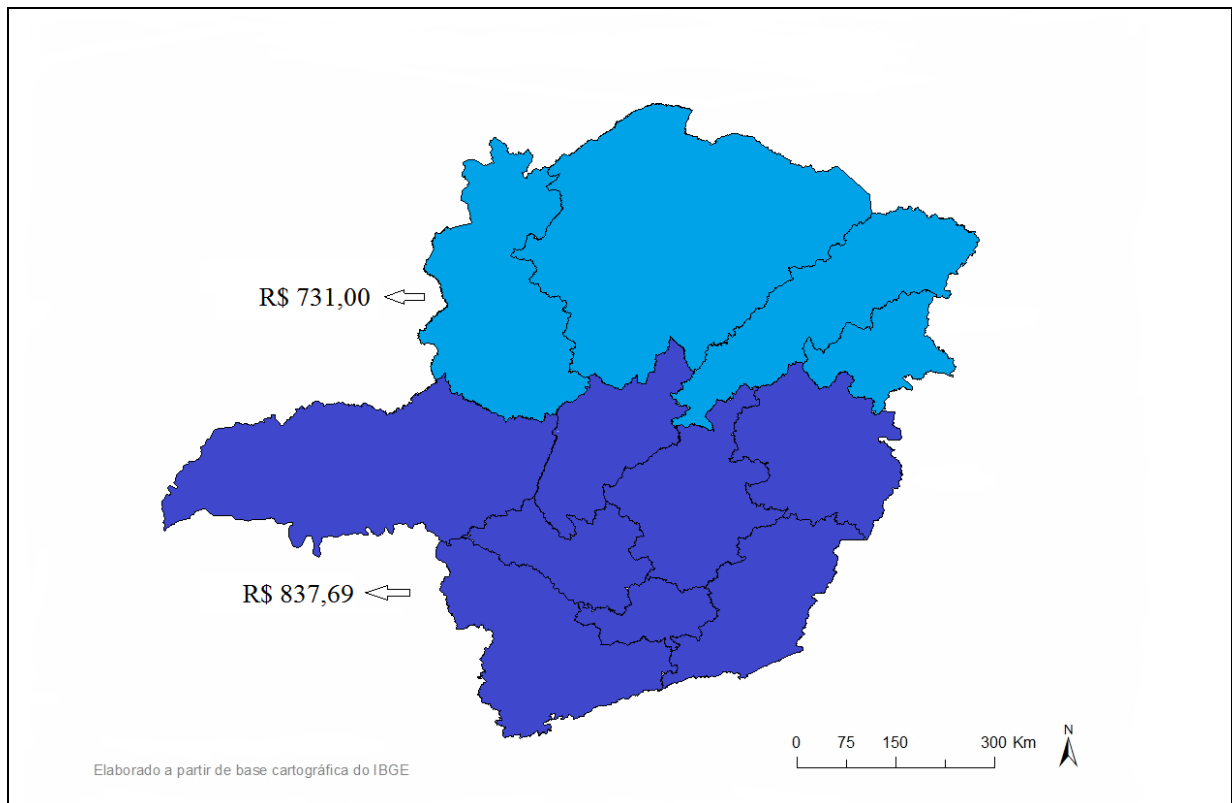 R$ 731,00
R$ 837,69
N
0 75 150 300 Km
Elaborado a partir de base cartográfica do IBGE